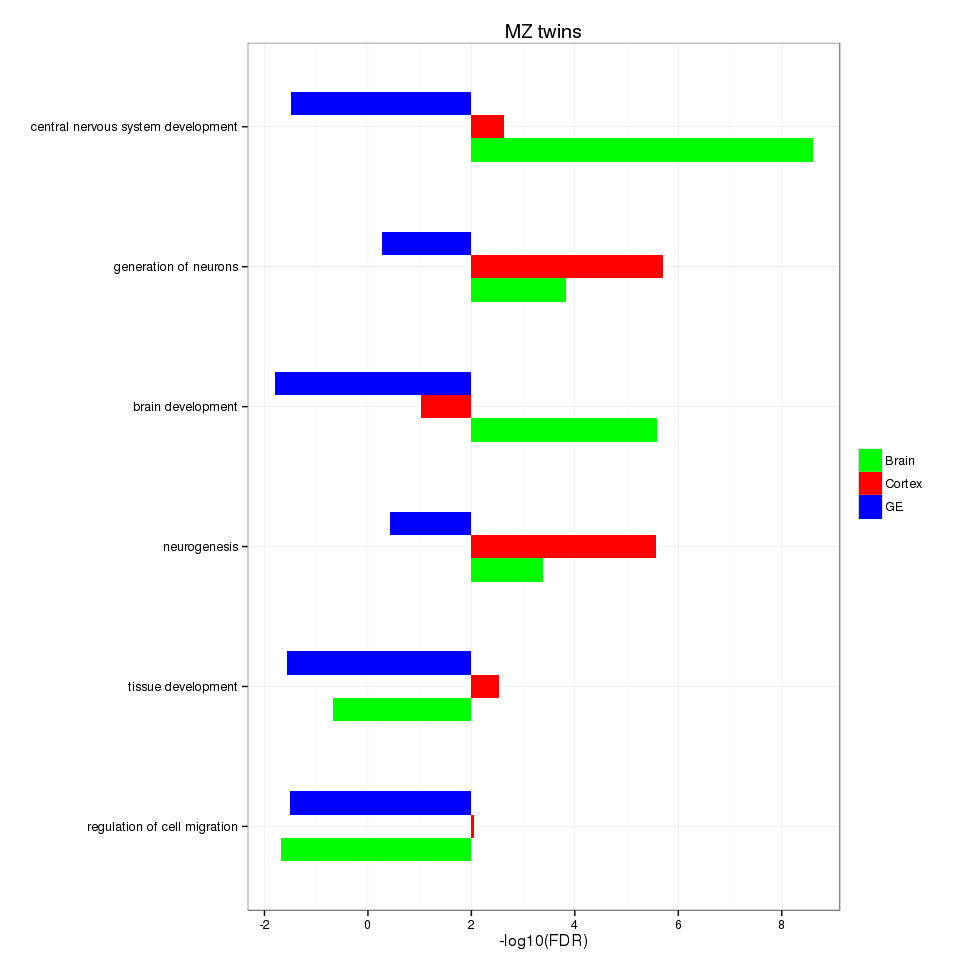 MZ twins
central nervous system development
generation of neurons
brain development
neurogenesis
tissue development
regulation of cell migration
Brain
Cortex
GE
-2 0 2 4 6 8
-log10(FDR)